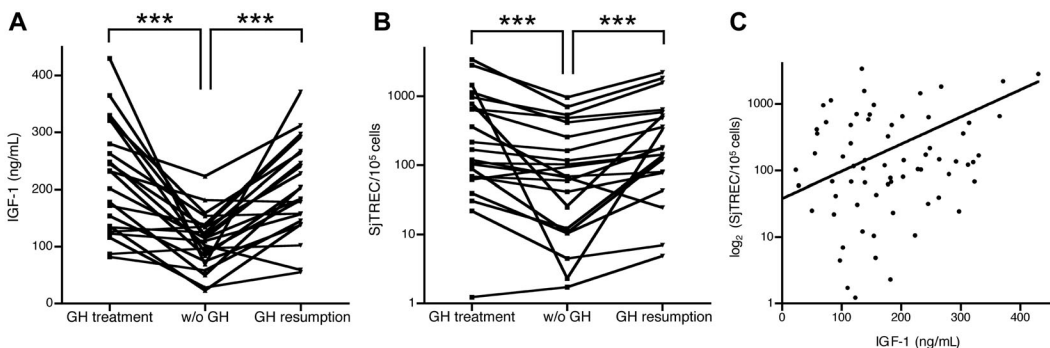 A
***
***
IGF-1 (ng/mL)
400
300
200
100
0
GH treatment
w/o GH
GH resumption
B
***
***
SjTREC/10⁵ cells
1000
100
10
1
GH treatment
w/o GH
GH resumption
C
log₂ (SjTREC/10⁵ cells)
1000
100
10
1
0
100
200
300
400
IGF-1 (ng/mL)